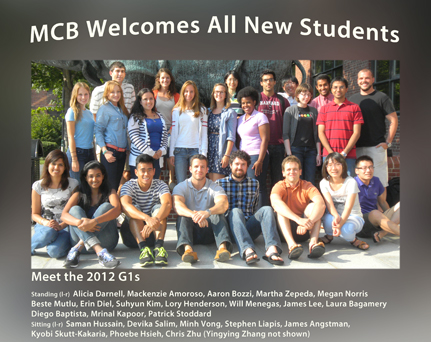 MCB Welcomes All New Students
HARVARD
Meet the 2012 G1s
Standing (l-r) Alicia Darnell, Mackenzie Amoroso, Aaron Bozzi, Martha Zepeda, Megan Norris
Beste Mutlu, Erin Diel, Suhyun Kim, Lory Henderson, Will Menegas, James Lee, Laura Bagamery
Diego Baptista, Mrinal Kapoor, Patrick Stoddard
Sitting (l-r) Saman Hussain, Devika Salim, Minh Vong, Stephen Liapis, James Angstman,
Kyobi Skutt-Kakaria, Phoebe Hsieh, Chris Zhu (Yingying Zhang not shown)